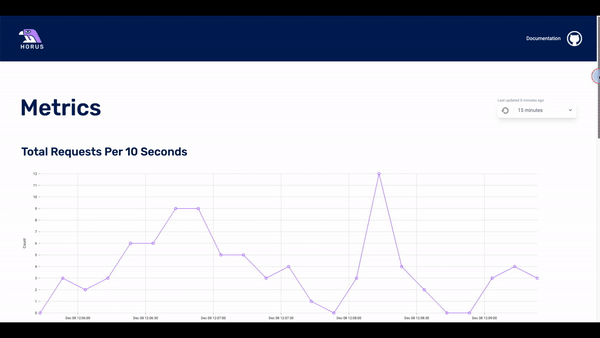 HORUS
Documentation
Metrics
Last updated 5 minutes ago
15 minutes
Total Requests Per 10 Seconds
12
11
10
9
8
7
6
5
4
3
2
1
0
Count
Dec 08 12:06:00
Dec 08 12:06:30
Dec 08 12:07:00
Dec 08 12:07:30
Dec 08 12:08:00
Dec 08 12:08:30
Dec 08 12:09:00